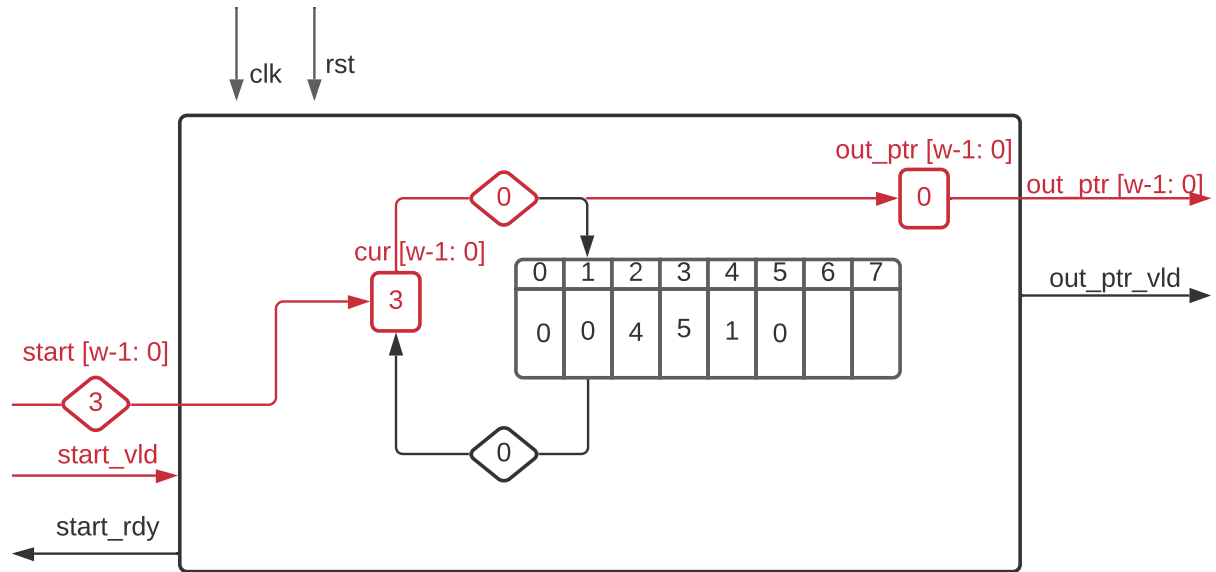 clk
rst
out_ptr [w-1: 0]
0
0
out_ptr [w-1: 0]
cur [w-1: 0]
3
0 1 2 3 4 5 6 7
0 0 4 5 1 0
out_ptr_vld
start [w-1: 0]
3
start_vld
0
start_rdy